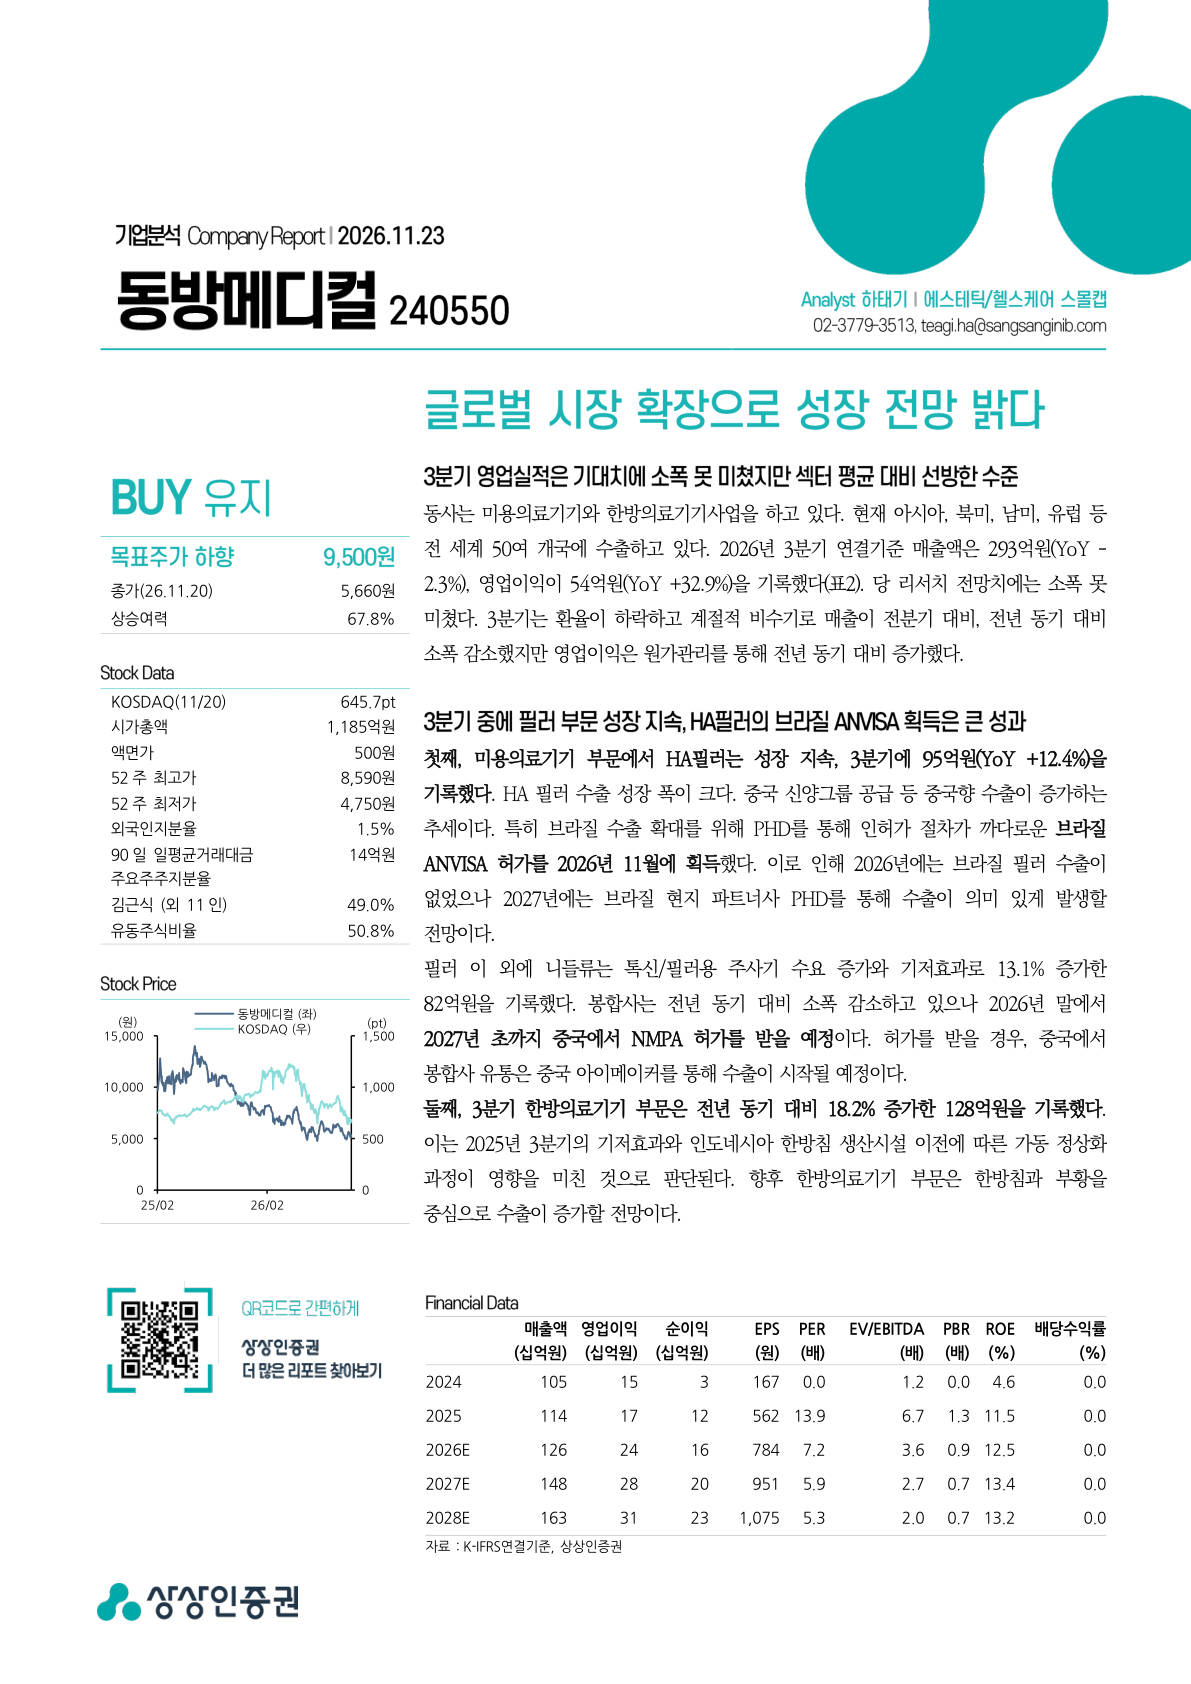 기업분석 Company Report | 2026.11.23
동방메디컬 240550
Analyst 하태기 | 에스테틱/헬스케어 스몰캡
02-3779-3513, teagi.ha@sangsanginib.com
글로벌 시장 확장으로 성장 전망 밝다
BUY 유지
목표주가 하향 9,500원
종가(26.11.20) 5,660원
상승여력 67.8%
Stock Data
KOSDAQ(11/20) 645.7pt
시가총액 1,185억원
액면가 500원
52 주 최고가 8,590원
52 주 최저가 4,750원
외국인지분율 1.5%
90 일 일평균거래대금 14억원
주요주주지분율
김근식 (외 11 인) 49.0%
유동주식비율 50.8%
Stock Price
동방메디컬 (좌)
KOSDAQ (우)
(원) (pt)
15,000 1,500
10,000 1,000
5,000 500
0 0
25/02 26/02
QR코드로 간편하게
상상인증권
더 많은 리포트 찾아보기
3분기 영업실적은 기대치에 소폭 못 미쳤지만 섹터 평균 대비 선방한 수준
동사는 미용의료기기와 한방의료기기사업을 하고 있다. 현재 아시아, 북미, 남미, 유럽 등
전 세계 50여 개국에 수출하고 있다. 2026년 3분기 연결기준 매출액은 293억원(YoY -
2.3%), 영업이익이 54억원(YoY +32.9%)을 기록했다(표2). 당 리서치 전망치에는 소폭 못
미쳤다. 3분기는 환율이 하락하고 계절적 비수기로 매출이 전분기 대비, 전년 동기 대비
소폭 감소했지만 영업이익은 원가관리를 통해 전년 동기 대비 증가했다.
3분기 중에 필러 부문 성장 지속, HA필러의 브라질 ANVISA 획득은 큰 성과
첫째, 미용의료기기 부문에서 HA필러는 성장 지속, 3분기에 95억원(YoY +12.4%)을
기록했다. HA 필러 수출 성장 폭이 크다. 중국 신양그룹 공급 등 중국향 수출이 증가하는
추세이다. 특히 브라질 수출 확대를 위해 PHD를 통해 인허가 절차가 까다로운 브라질
ANVISA 허가를 2026년 11월에 획득했다. 이로 인해 2026년에는 브라질 필러 수출이
없었으나 2027년에는 브라질 현지 파트너사 PHD를 통해 수출이 의미 있게 발생할
전망이다.
필러 이 외에 니들류는 톡신/필러용 주사기 수요 증가와 기저효과로 13.1% 증가한
82억원을 기록했다. 봉합사는 전년 동기 대비 소폭 감소하고 있으나 2026년 말에서
2027년 초까지 중국에서 NMPA 허가를 받을 예정이다. 허가를 받을 경우, 중국에서
봉합사 유통은 중국 아이메이커를 통해 수출이 시작될 예정이다.
둘째, 3분기 한방의료기기 부문은 전년 동기 대비 18.2% 증가한 128억원을 기록했다.
이는 2025년 3분기의 기저효과와 인도네시아 한방침 생산시설 이전에 따른 가동 정상화
과정이 영향을 미친 것으로 판단된다. 향후 한방의료기기 부문은 한방침과 부황을
중심으로 수출이 증가할 전망이다.
Financial Data
매출액 영업이익 순이익 EPS PER EV/EBITDA PBR ROE 배당수익률
(십억원) (십억원) (십억원) (원) (배) (배) (배) (%) (%)
2024 105 15 3 167 0.0 1.2 0.0 4.6 0.0
2025 114 17 12 562 13.9 6.7 1.3 11.5 0.0
2026E 126 24 16 784 7.2 3.6 0.9 12.5 0.0
2027E 148 28 20 951 5.9 2.7 0.7 13.4 0.0
2028E 163 31 23 1,075 5.3 2.0 0.7 13.2 0.0
자료 : K-IFRS연결기준, 상상인증권
상상인증권